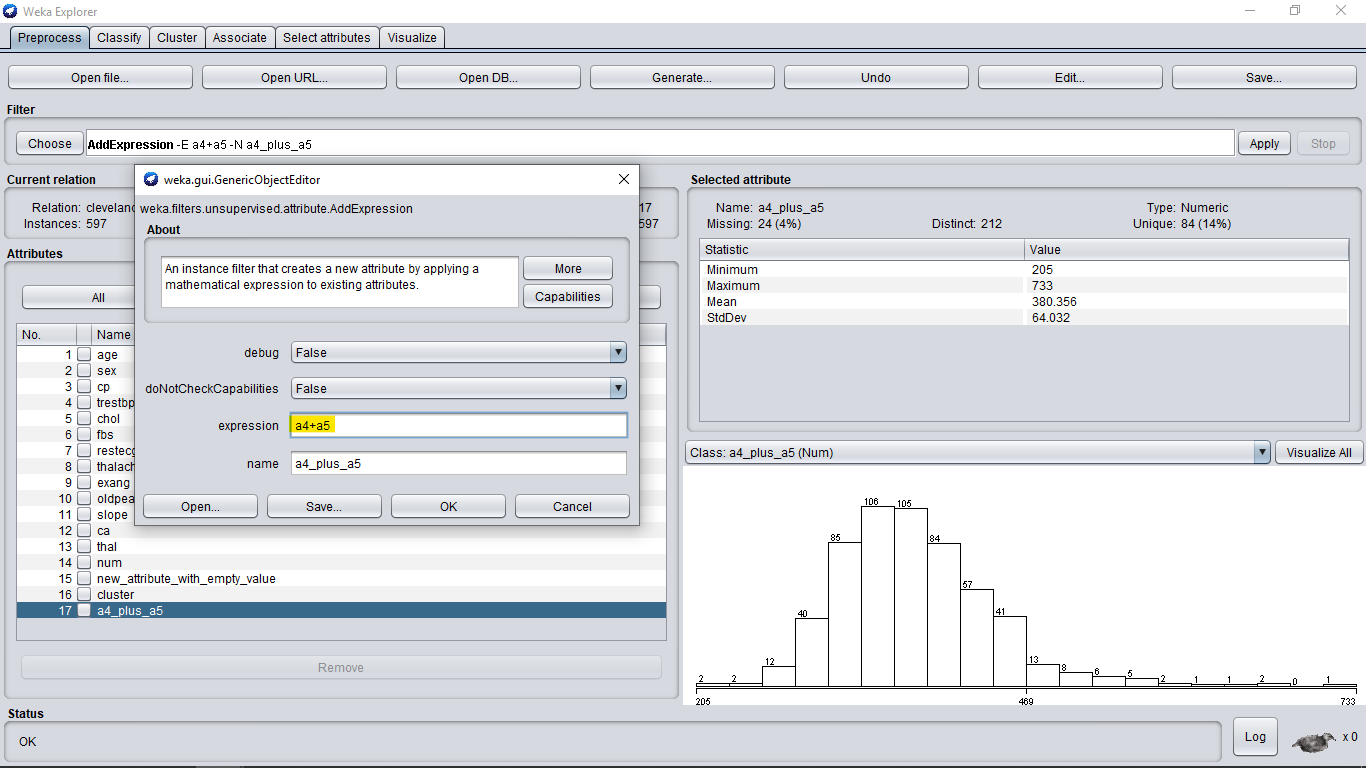 Weka Explorer
Preprocess Classify Cluster Associate Select attributes Visualize
Open file... Open URL... Open DB... Generate... Undo Edit... Save...
Filter
Choose AddExpression -E a4+a5 -N a4_plus_a5 Apply Stop
Current relation
Relation: cleveland
Instances: 597
17
597
Attributes
All
No. Name
1 age
2 sex
3 cp
4 trestbp
5 chol
6 fbs
7 restecg
8 thalach
9 exang
10 oldpea
11 slope
12 ca
13 thal
14 num
15 new_attribute_with_empty_value
16 cluster
17 a4_plus_a5
Remove
weka.gui.GenericObjectEditor
weka.filters.unsupervised.attribute.AddExpression
About
An instance filter that creates a new attribute by applying a
mathematical expression to existing attributes.
More
Capabilities
debug False
doNotCheckCapabilities False
expression a4+a5
name a4_plus_a5
Open... Save... OK Cancel
Selected attribute
Name: a4_plus_a5 Type: Numeric
Missing: 24 (4%) Distinct: 212 Unique: 84 (14%)
Statistic Value
Minimum 205
Maximum 733
Mean 380.356
StdDev 64.032
Class: a4_plus_a5 (Num) Visualize All
2 2 12 40 85 106 105 84 57 41 13 8 6 5 2 1 1 2 0 1
205 469 733
Status
OK
Log x 0